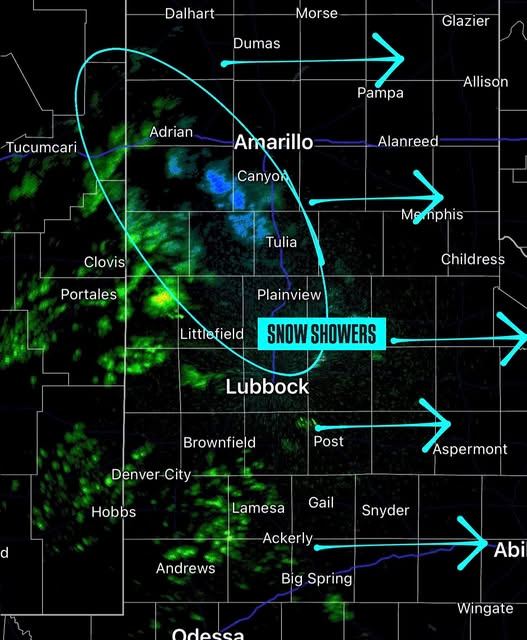 Dalhart
Morse
Glazier
Dumas
Allison
Pampa
Adrian
Amarillo
Alanreed
Tucumcari
Canyon
Memphis
Tulia
Clovis
Childress
Portales
Plainview
Littlefield
SNOW SHOWERS
Lubbock
Brownfield
Post
Aspermont
Denver City
Hobbs
Lamesa
Gail
Snyder
Ackerly
d
Abi
Andrews
Big Spring
Wingate
Odessa